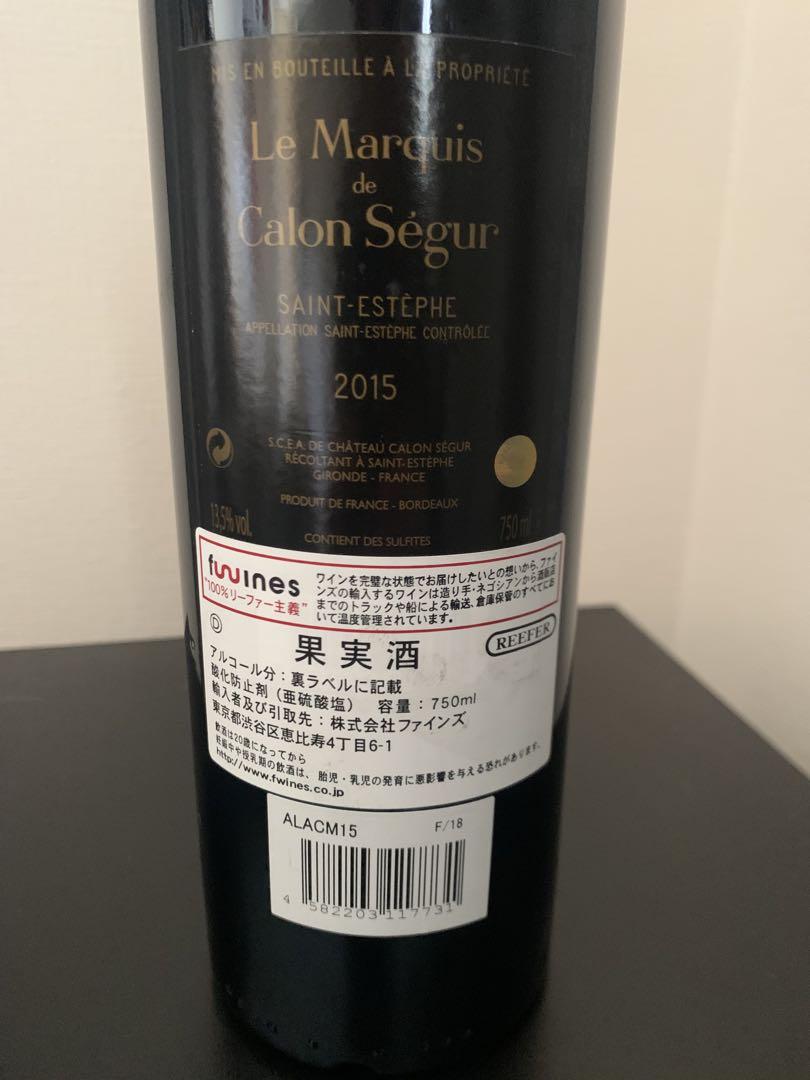 MIS EN BOUTEILLE À LA PROPRIÉTÉ
Le Marquis
de
Calon Ségur
SAINT-ESTÈPHE
APPELLATION SAINT-ESTÈPHE CONTRÔLÉE
2015
S.C.E.A. DE CHÂTEAU CALON SÉGUR
RÉCOLTANT À SAINT-ESTÈPHE
GIRONDE - FRANCE
PRODUIT DE FRANCE - BORDEAUX
13,5% vol.
750 ml
CONTIENT DES SULFITES
fwines
"100%リーファー主義"
ワインを完璧な状態でお届けしたいとの想いから、ファイ
ンズの輸入するワインは造り手・ネゴシアンから酒販店
までのトラックや船による輸送、倉庫保管のすべてにお
いて温度管理されています。
D
果実酒
REEFER
アルコール分：裏ラベルに記載
酸化防止剤（亜硫酸塩） 容量：750ml
輸入者及び引取先：株式会社ファインズ
東京都渋谷区恵比寿4丁目6-1
飲酒は20歳になってから
妊娠中や授乳期の飲酒は、胎児・乳児の発育に悪影響を与える恐れがあります。
http://www.fwines.co.jp
ALACM15 F/18
4 582203 117731